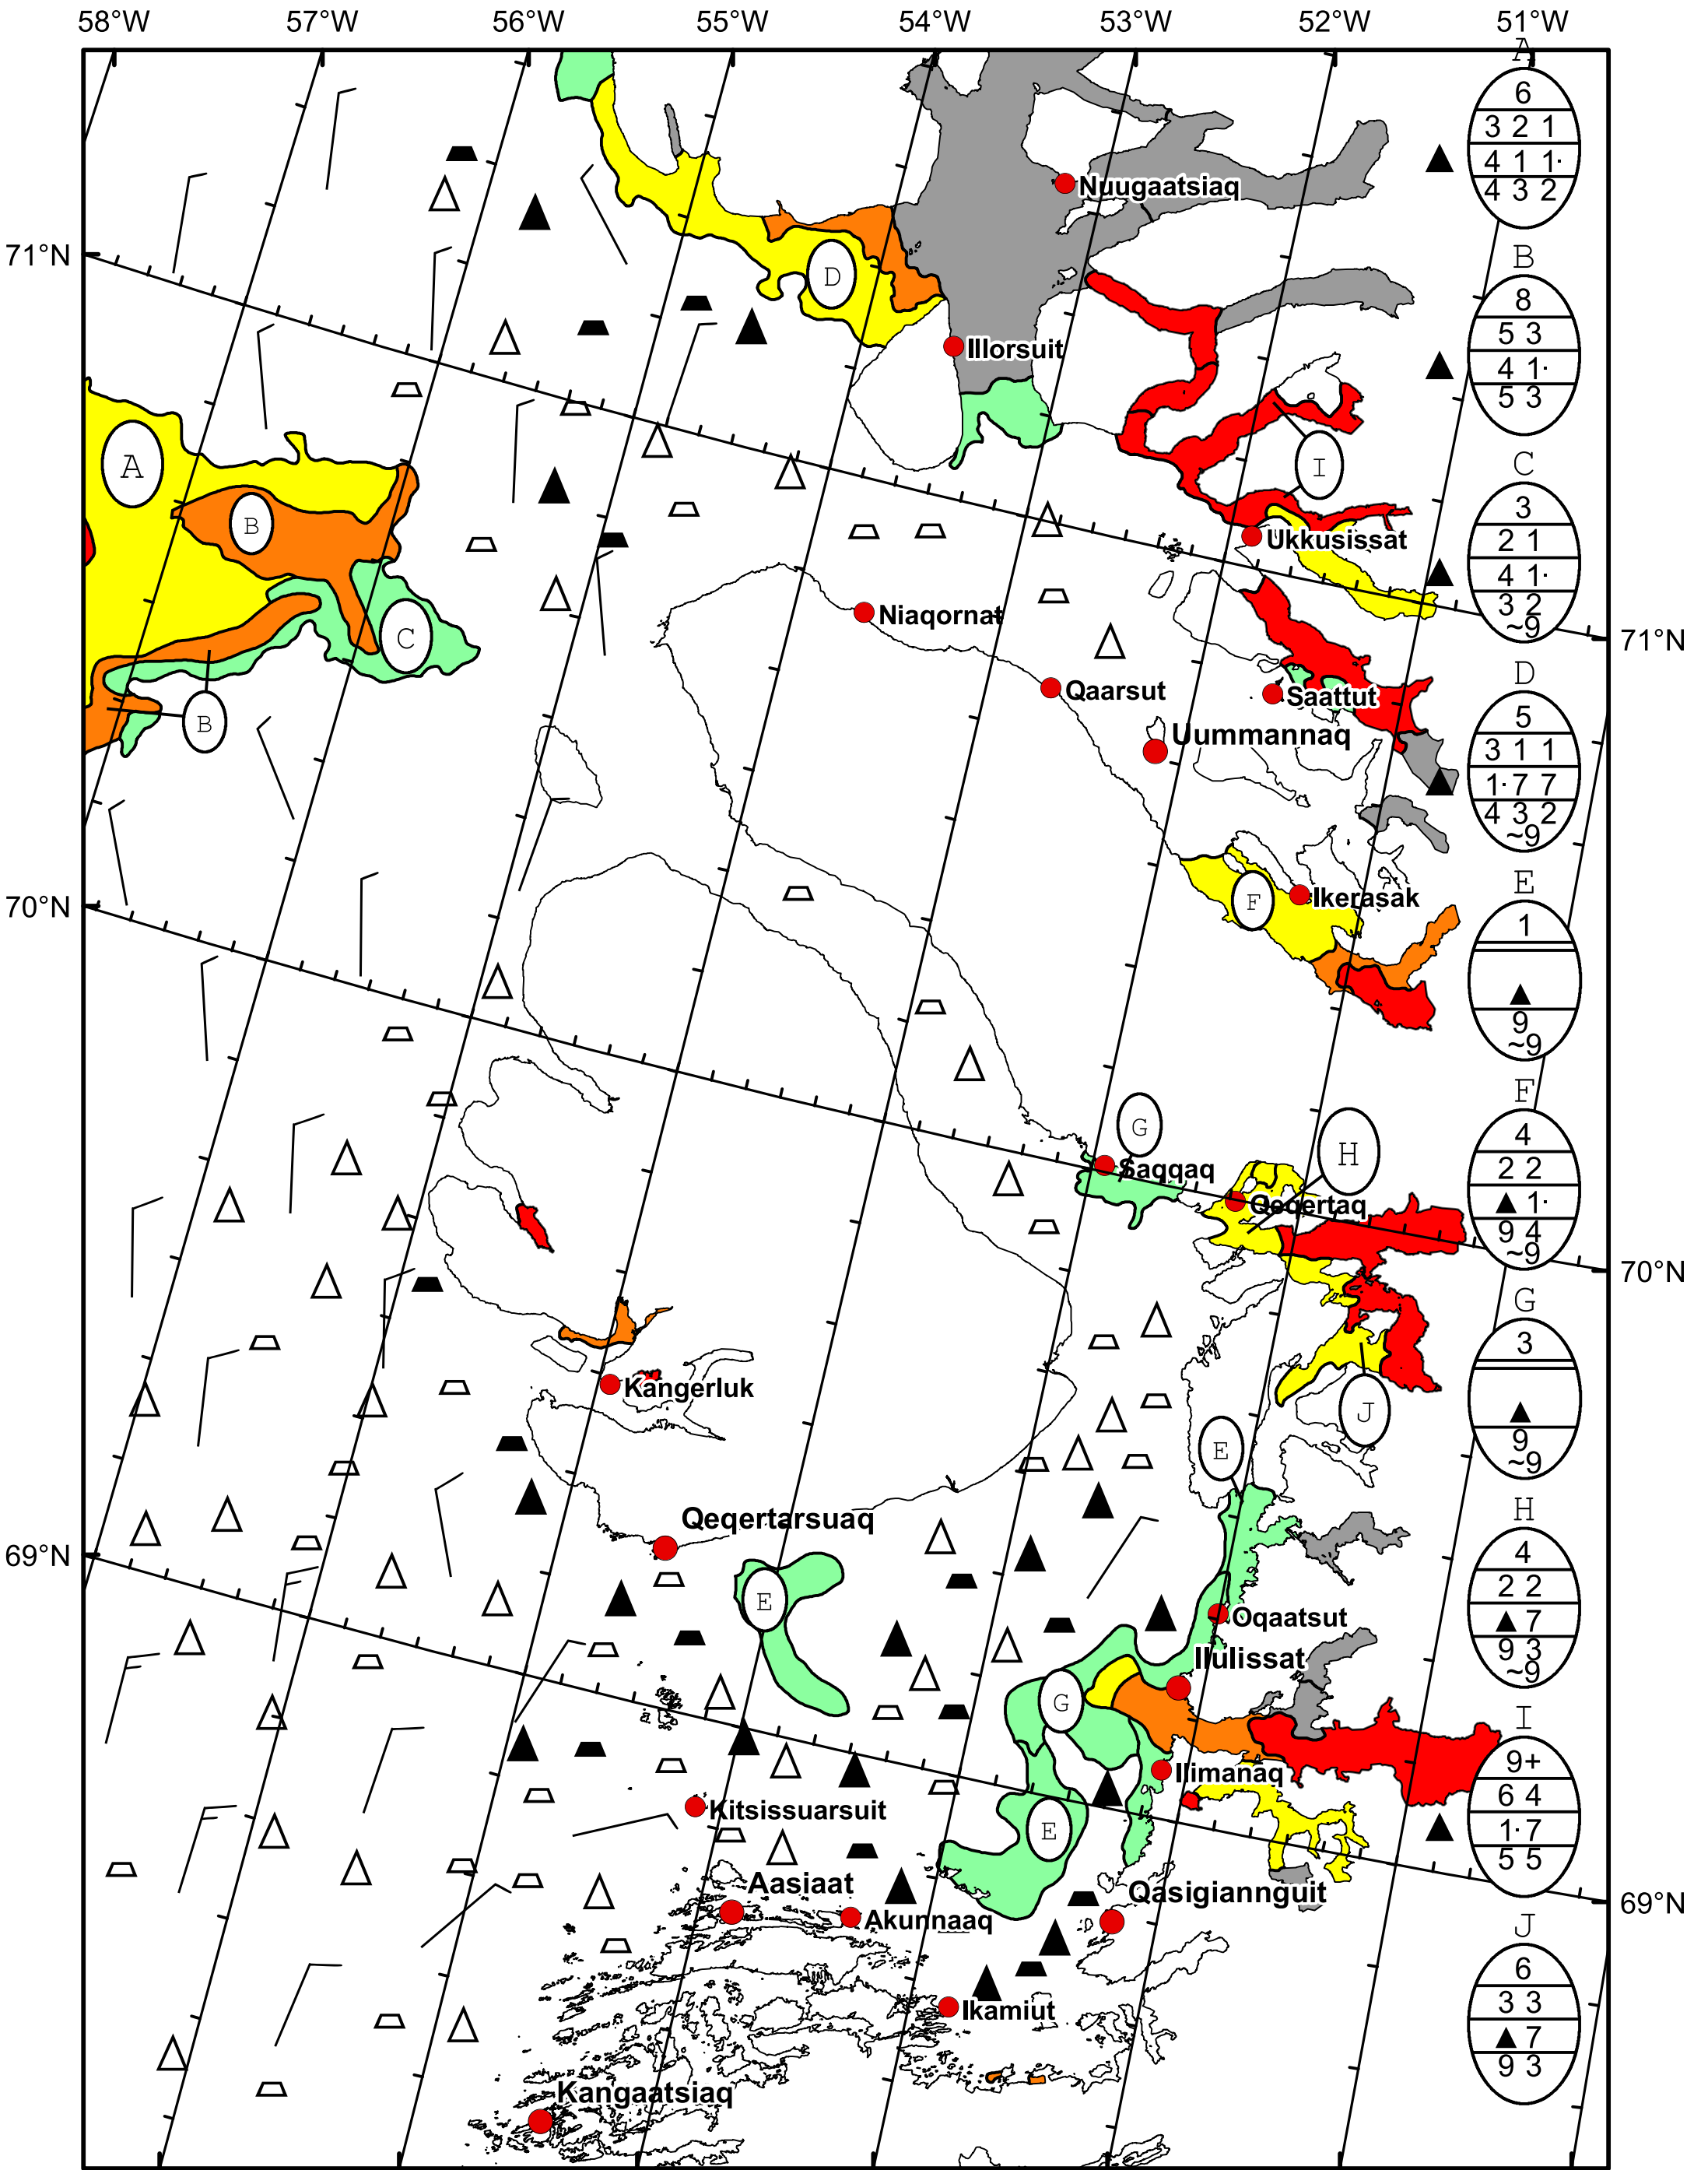 58°W 57°W 56°W 55°W 54°W 53°W 52°W 51°W
A
6
3 2 1
4 1 1·
4 3 2
Nuugaatsiaq
71°N
B
8
5 3
4 1·
5 3
D
Illorsuit
A
I
C
3
2 1
4 1·
3 2
~9
B
Ukkusissat
Niaqornat
C
71°N
D
5
3 1 1
1·7 7
4 3 2
~9
Qaarsut
Saattut
B
Uummannaq
E
1
9
~9
F
Ikerasak
70°N
F
4
2 2
1·
9 4
~9
G
H
Saqqaq
Qeqertaq
70°N
G
3
9
~9
Kangerluk
J
E
H
4
2 2
7
9 3
~9
Qeqertarsuaq
69°N
E
Oqaatsut
Ilulissat
G
I
9+
6 4
1·7
5 5
Ilimanaq
Kitsissuarsuit
E
Aasiaat
Qasigiannguit
69°N
Akunnaaq
J
6
3 3
7
9 3
Ikamiut
Kangaatsiaq